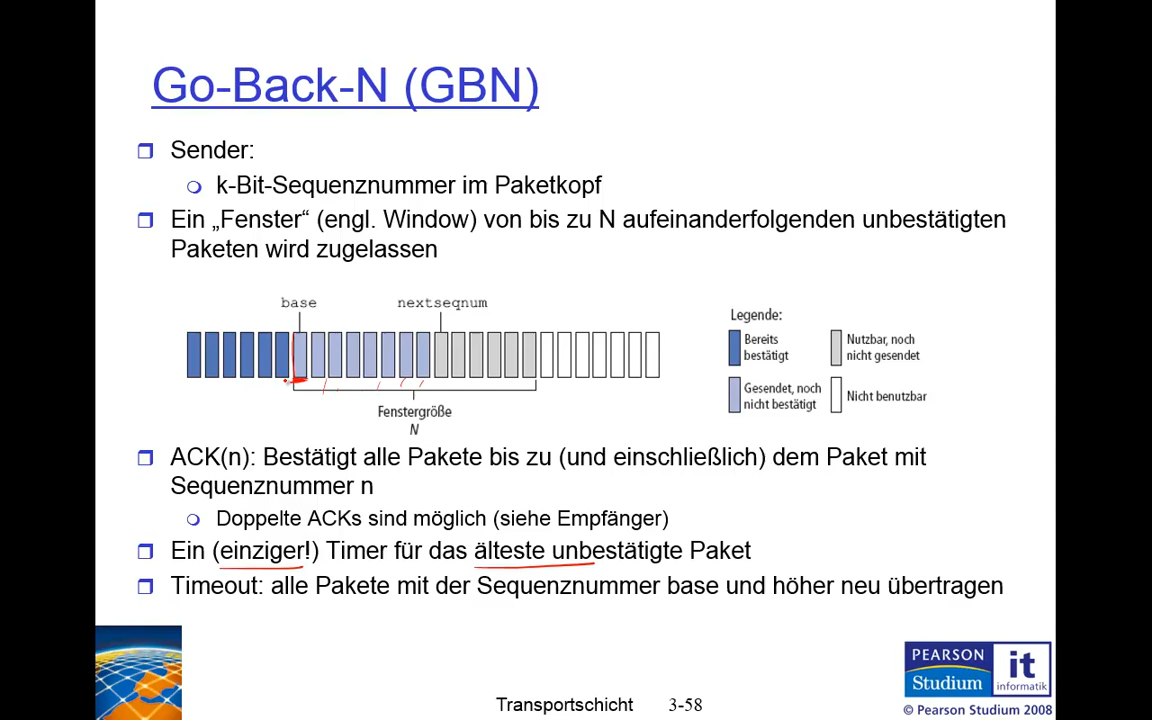 Go-Back-N (GBN)
Sender:
k-Bit-Sequenznummer im Paketkopf
Ein „Fenster“ (engl. Window) von bis zu N aufeinanderfolgenden unbestätigten
Paketen wird zugelassen
base
nextseqnum
Fenstergröße
N
Legende:
Bereits
bestätigt
Nutzbar, noch
nicht gesendet
Gesendet, noch
nicht bestätigt
Nicht benutzbar
ACK(n): Bestätigt alle Pakete bis zu (und einschließlich) dem Paket mit
Sequenznummer n
Doppelte ACKs sind möglich (siehe Empfänger)
Ein (einziger!) Timer für das älteste unbestätigte Paket
Timeout: alle Pakete mit der Sequenznummer base und höher neu übertragen
Transportschicht 3-58
PEARSON
Studium
it
informatik
© Pearson Studium 2008